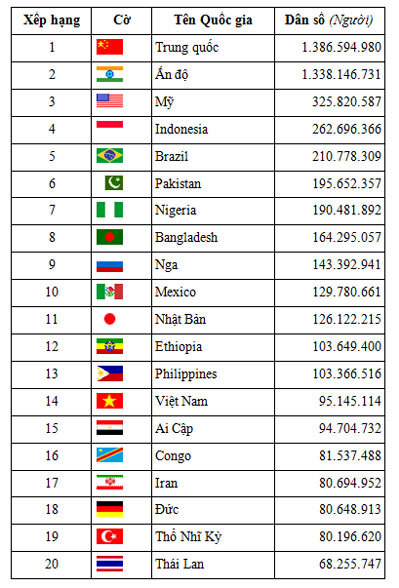 Xếp hạng Cờ Tên Quốc gia Dân số (Người)
1 Trung quốc 1.386.594.980
2 Ấn độ 1.338.146.731
3 Mỹ 325.820.587
4 Indonesia 262.696.366
5 Brazil 210.778.309
6 Pakistan 195.652.357
7 Nigeria 190.481.892
8 Bangladesh 164.295.057
9 Nga 143.392.941
10 Mexico 129.780.661
11 Nhật Bản 126.122.215
12 Ethiopia 103.649.400
13 Philippines 103.366.516
14 Việt Nam 95.145.114
15 Ai Cập 94.704.732
16 Congo 81.537.488
17 Iran 80.694.952
18 Đức 80.648.913
19 Thổ Nhĩ Kỳ 80.196.620
20 Thái Lan 68.255.747